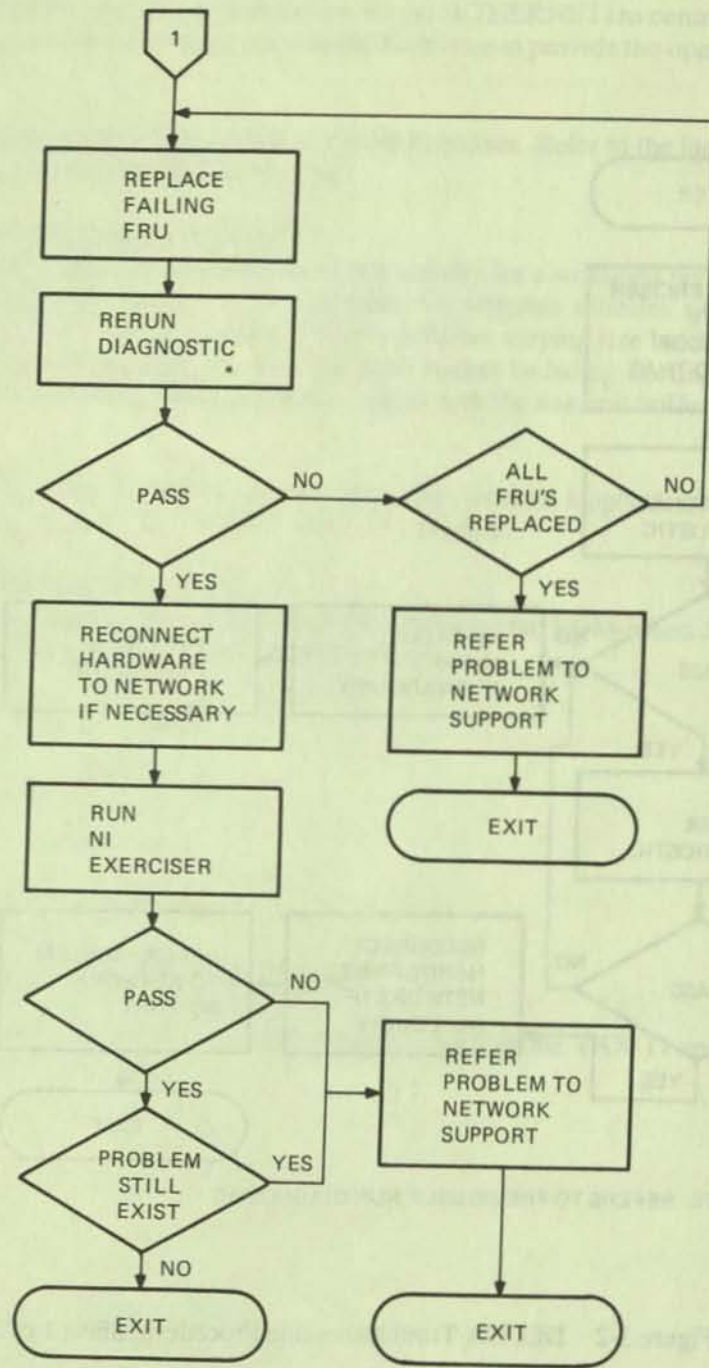 1
REPLACE
FAILING
FRU
RERUN
DIAGNOSTIC
*
PASS
NO
ALL
FRU'S
REPLACED
NO
YES
YES
RECONNECT
HARDWARE
TO NETWORK
IF NECESSARY
REFER
PROBLEM TO
NETWORK
SUPPORT
RUN
NI
EXERCISER
EXIT
PASS
NO
YES
REFER
PROBLEM TO
NETWORK
SUPPORT
PROBLEM
STILL
EXIST
YES
NO
EXIT
EXIT